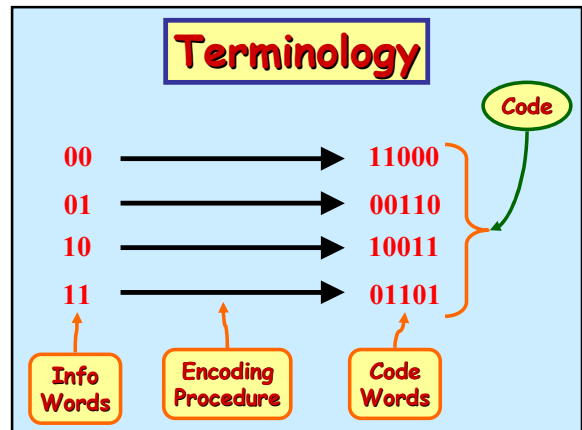 Terminology
Code
00 11000
01 00110
10 10011
11 01101
Info
Words
Encoding
Procedure
Code
Words